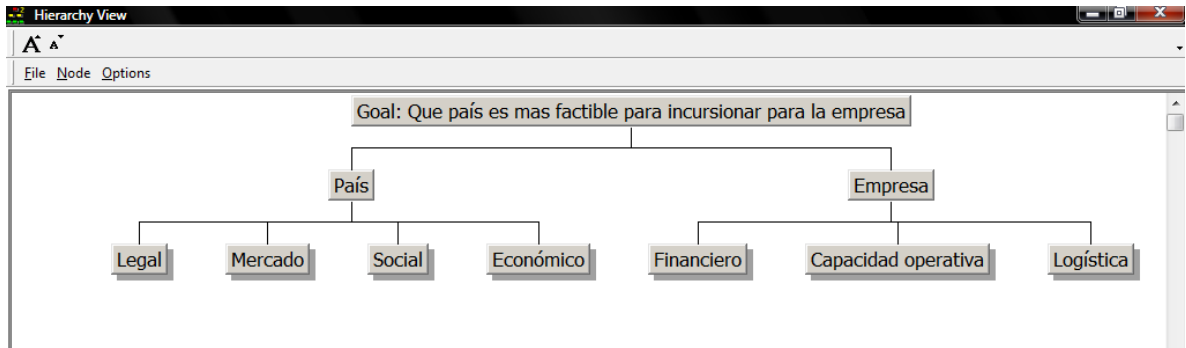 Hierarchy View
A A
File Node Options
Goal: Que país es mas factible para incursionar para la empresa
País Empresa
Legal Mercado Social Económico Financiero Capacidad operativa Logística